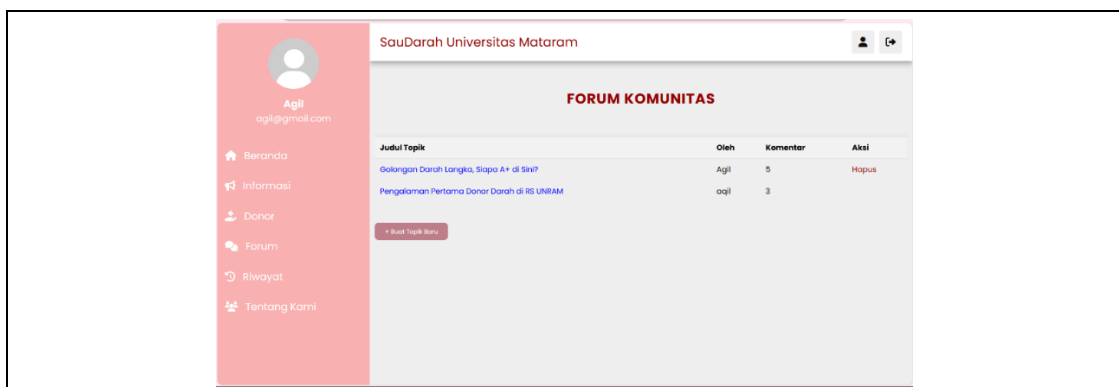 SauDarah Universitas Mataram
Agil
agil@gmail.com
Beranda
Informasi
Donor
Forum
Riwayat
Tentang Kami
FORUM KOMUNITAS
Judul Topik Oleh Komentar Aksi
Golongan Darah Langka, Siapa A+ di Sini? Agil 5 Hapus
Pengalaman Pertama Donor Darah di RS UNRAM aqil 3
+ Buat Topik Baru